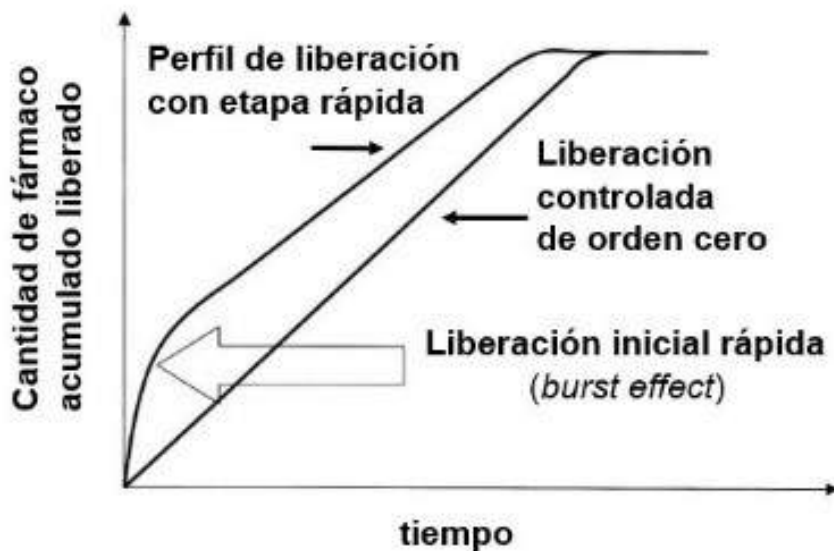 Perfil de liberación
con etapa rápida
Liberación
controlada
de orden cero
Cantidad de fármaco
acumulado liberado
Liberación inicial rápida
(burst effect)
tiempo